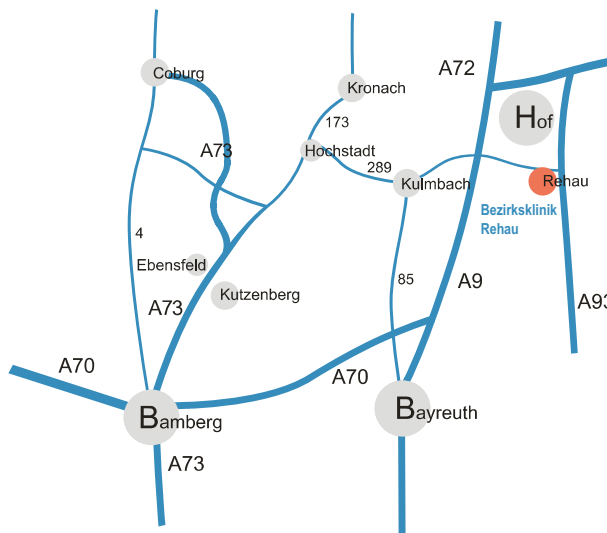 A72
Coburg
Kronach
Hof
173
A73
Hochstadt
289
Kulmbach
Rehau
Bezirksklinik
Rehau
4
Ebensfeld
85
A9
Kutzenberg
A73
A93
A70
A70
Bamberg
Bayreuth
A73